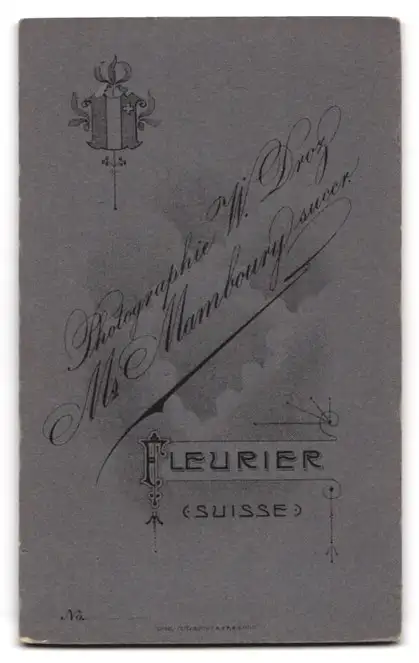 Photographie W. Droz
Ms Mamboury succr.
FLEURIER
(SUISSE)
No.